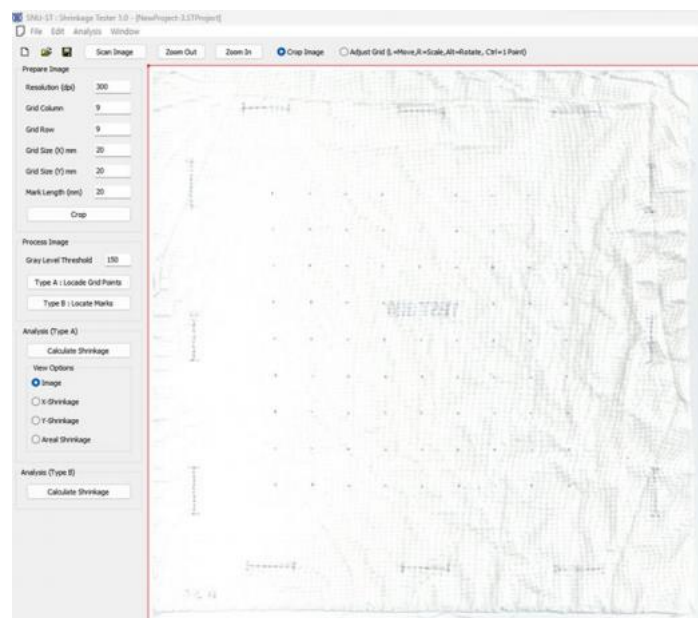 SNU-ST : Shrinkage Tester 3.0 - [NewProject-3.STProject]
File Edit Analysis Window
Scan Image Zoom Out Zoom In Crop Image Adjust Grid (L=Move,R=Scale,Alt=Rotate, Ctrl=1 Point)
Prepare Image
Resolution (dpi) 300
Grid Column 9
Grid Row 9
Grid Size (X) mm 20
Grid Size (Y) mm 20
Mark Length (mm) 20
Crop
Process Image
Gray Level Threshold 150
Type A : Locade Grid Points
Type B : Locate Marks
Analysis (Type A)
Calculate Shrinkage
View Options
Image
X-Shrinkage
Y-Shrinkage
Areal Shrinkage
Analysis (Type B)
Calculate Shrinkage